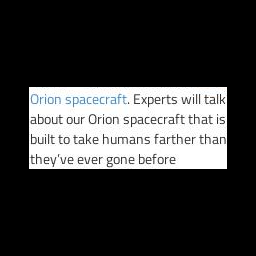 Orion spacecraft. Experts will talk
about our Orion spacecraft that is
built to take humans farther than
they've ever gone before